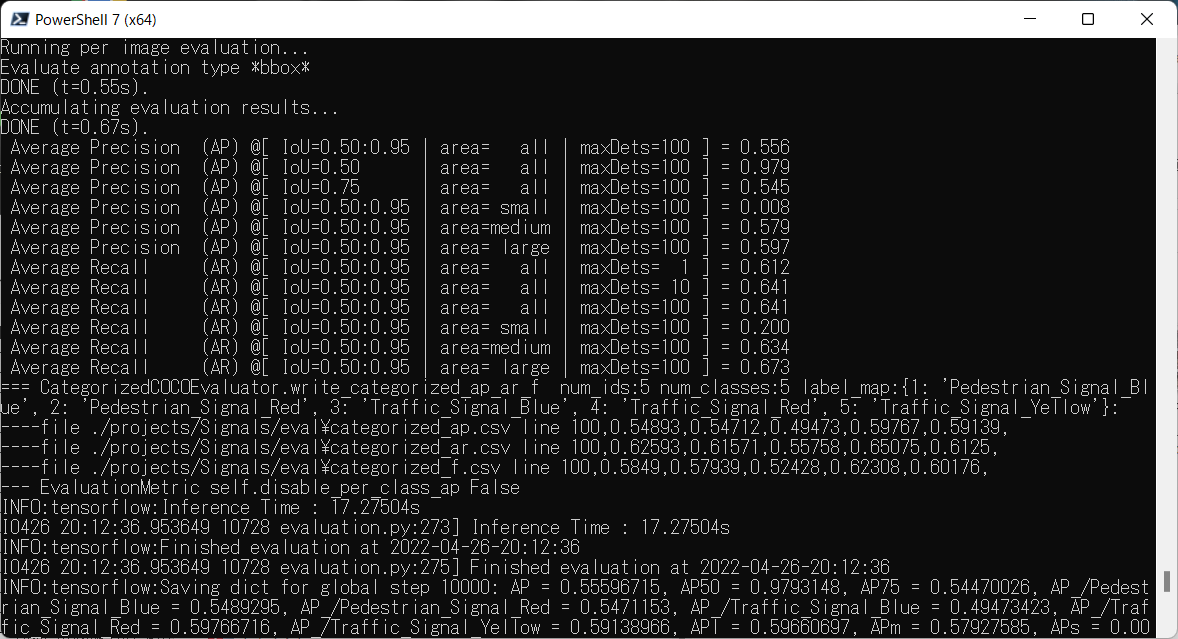 PowerShell 7 (x64)
Running per image evaluation...
Evaluate annotation type *bbox*
DONE (t=0.55s).
Accumulating evaluation results...
DONE (t=0.67s).
Average Precision  (AP) @[ IoU=0.50:0.95 | area=   all | maxDets=100 ] = 0.556
Average Precision  (AP) @[ IoU=0.50      | area=   all | maxDets=100 ] = 0.979
Average Precision  (AP) @[ IoU=0.75      | area=   all | maxDets=100 ] = 0.545
Average Precision  (AP) @[ IoU=0.50:0.95 | area= small | maxDets=100 ] = 0.008
Average Precision  (AP) @[ IoU=0.50:0.95 | area=medium | maxDets=100 ] = 0.579
Average Precision  (AP) @[ IoU=0.50:0.95 | area= large | maxDets=100 ] = 0.597
Average Recall     (AR) @[ IoU=0.50:0.95 | area=   all | maxDets=  1 ] = 0.612
Average Recall     (AR) @[ IoU=0.50:0.95 | area=   all | maxDets= 10 ] = 0.641
Average Recall     (AR) @[ IoU=0.50:0.95 | area=   all | maxDets=100 ] = 0.641
Average Recall     (AR) @[ IoU=0.50:0.95 | area= small | maxDets=100 ] = 0.200
Average Recall     (AR) @[ IoU=0.50:0.95 | area=medium | maxDets=100 ] = 0.634
Average Recall     (AR) @[ IoU=0.50:0.95 | area= large | maxDets=100 ] = 0.673
=== CategorizedCOCOEvaluator.write_categorized_ap_ar_f  num_ids:5 num_classes:5 label_map:{1: 'Pedestrian_Signal_Bl
ue', 2: 'Pedestrian_Signal_Red', 3: 'Traffic_Signal_Blue', 4: 'Traffic_Signal_Red', 5: 'Traffic_Signal_Yellow'}:
----file ./projects/Signals/eval¥categorized_ap.csv line 100,0.54893,0.54712,0.49473,0.59767,0.59139,
----file ./projects/Signals/eval¥categorized_ar.csv line 100,0.62593,0.61571,0.55758,0.65075,0.6125,
----file ./projects/Signals/eval¥categorized_f.csv line 100,0.5849,0.57939,0.52428,0.62308,0.60176,
--- EvaluationMetric self.disable_per_class_ap False
INFO:tensorflow:Inference Time : 17.27504s
I0426 20:12:36.953649 10728 evaluation.py:273] Inference Time : 17.27504s
INFO:tensorflow:Finished evaluation at 2022-04-26-20:12:36
I0426 20:12:36.953649 10728 evaluation.py:275] Finished evaluation at 2022-04-26-20:12:36
INFO:tensorflow:Saving dict for global step 10000: AP = 0.55596715, AP50 = 0.9793148, AP75 = 0.54470026, AP_/Pedest
rian_Signal_Blue = 0.5489295, AP_/Pedestrian_Signal_Red = 0.5471153, AP_/Traffic_Signal_Blue = 0.49473423, AP_/Traf
fic_Signal_Red = 0.59766716, AP_/Traffic_Signal_Yellow = 0.59138966, APl = 0.59660697, APm = 0.57927585, APs = 0.00